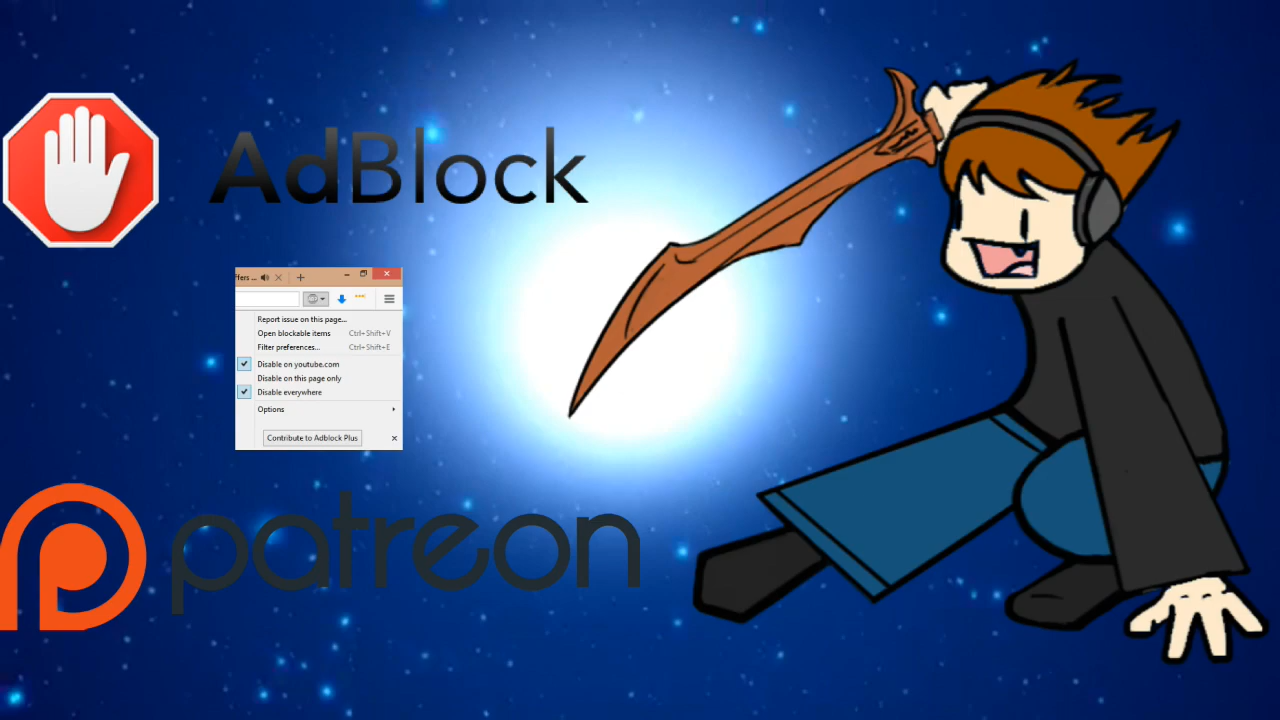 AdBlock
ffers ...
Report issue on this page...
Open blockable items Ctrl+Shift+V
Filter preferences... Ctrl+Shift+E
Disable on youtube.com
Disable on this page only
Disable everywhere
Options
Contribute to Adblock Plus
patreon